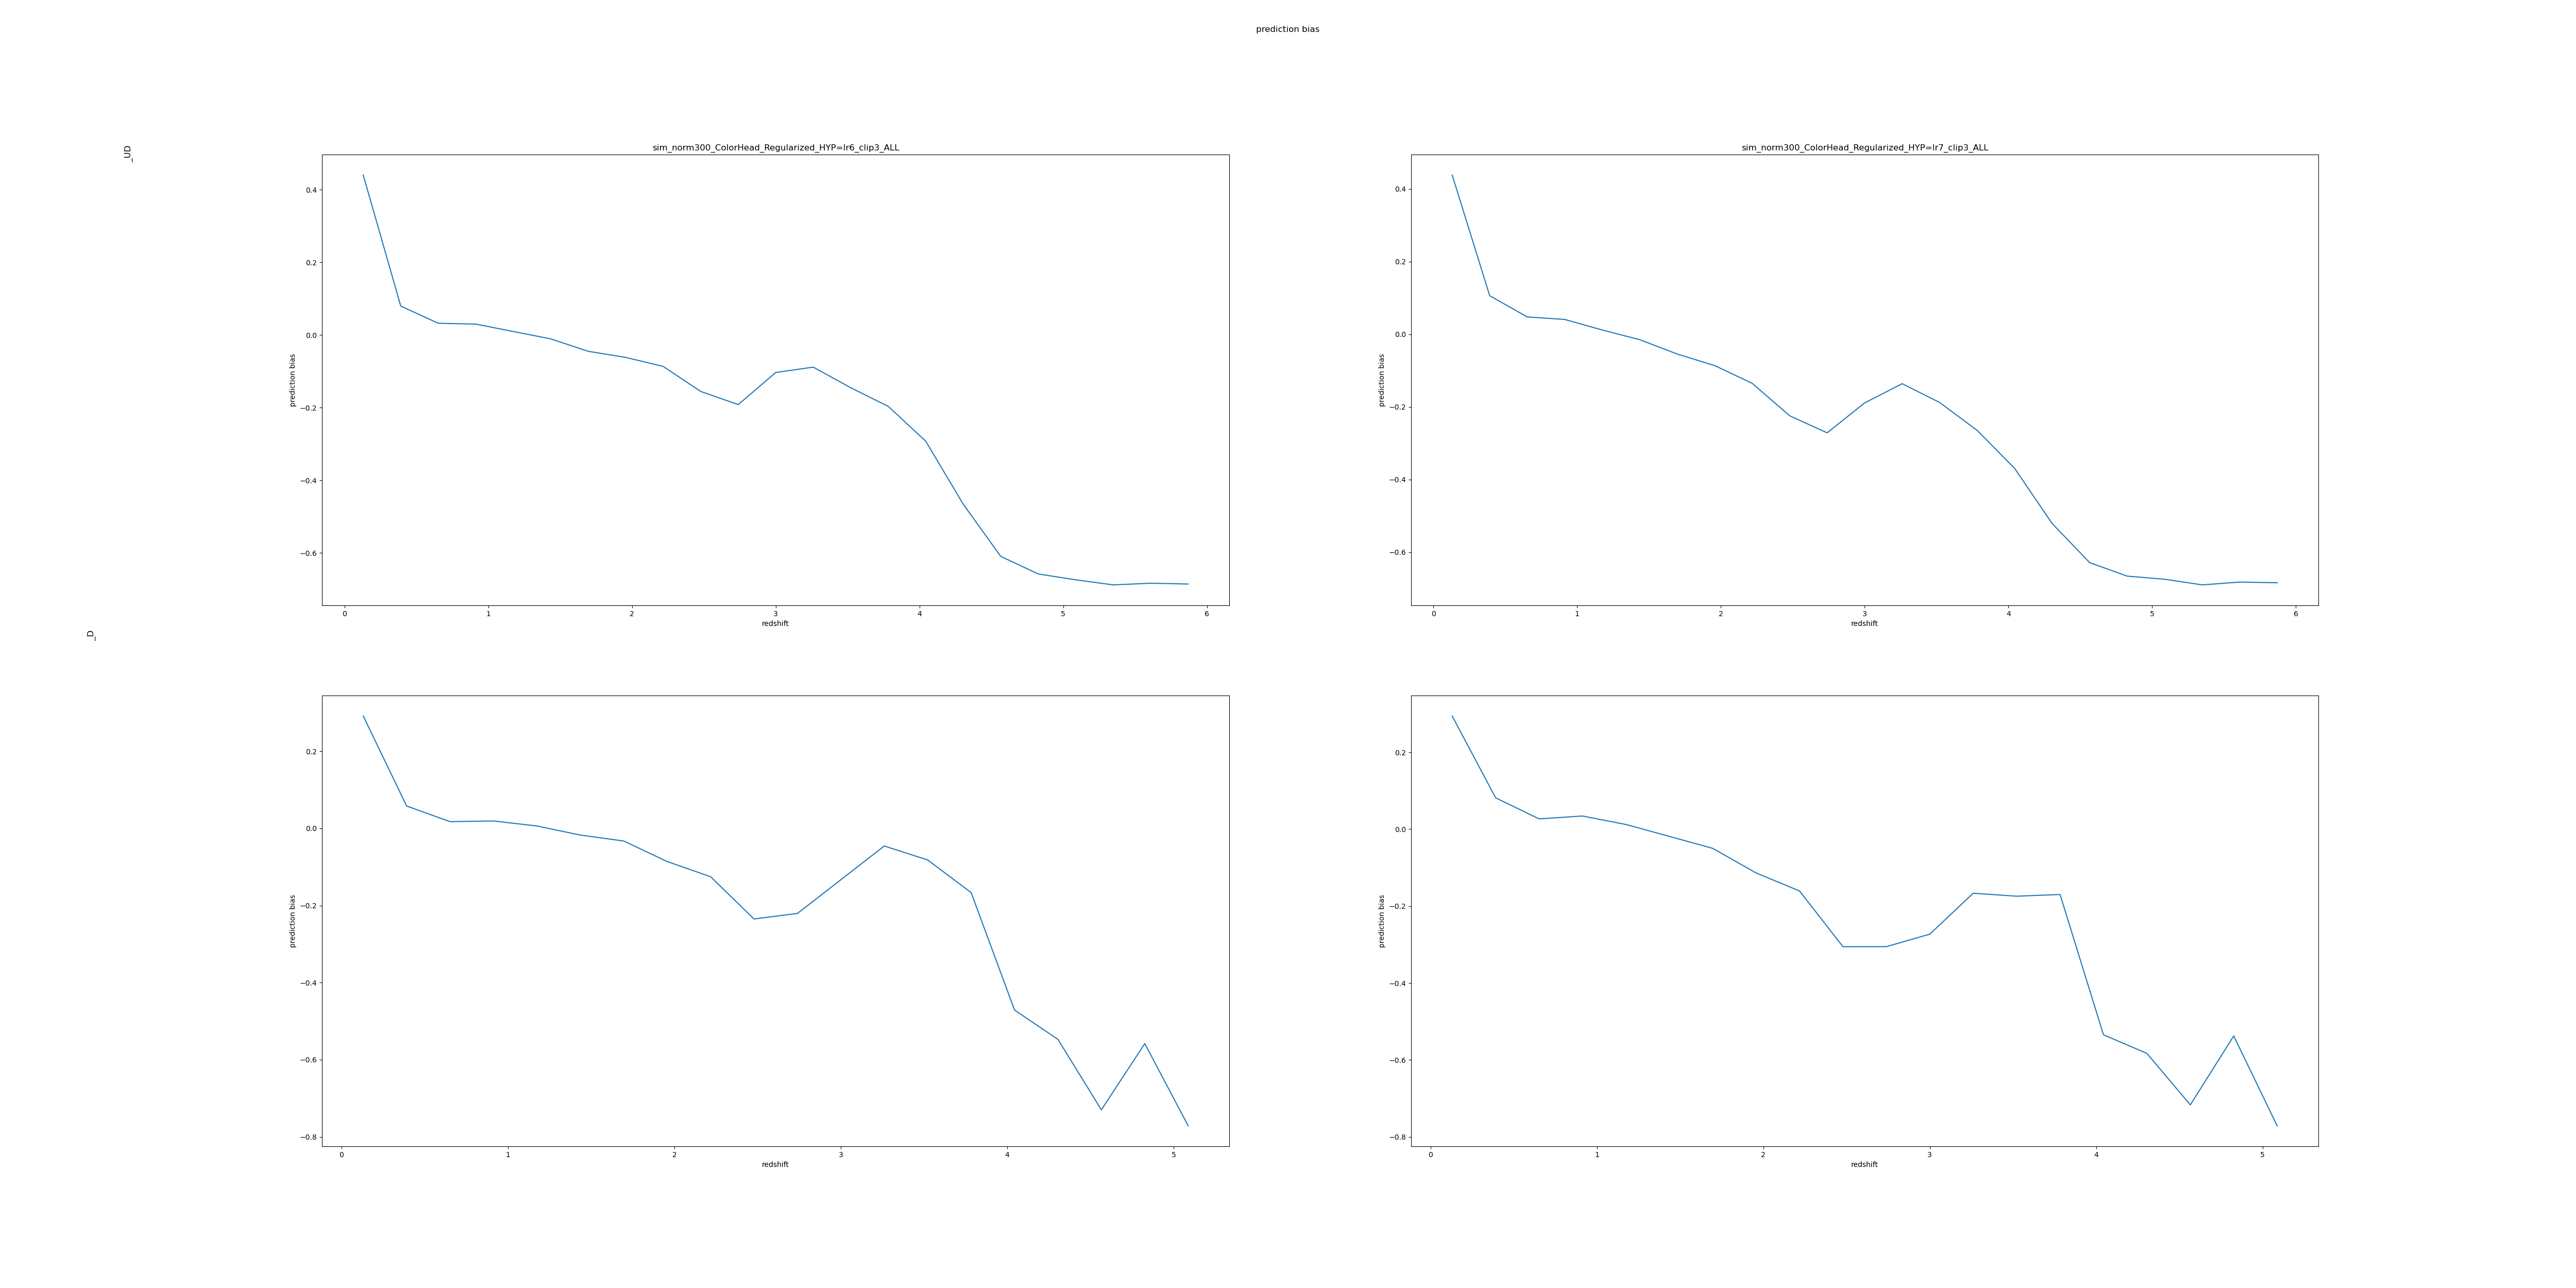 prediction bias
_UD
sim_norm300_ColorHead_Regularized_HYP=lr6_clip3_ALL
prediction bias
0.4
0.2
0.0
−0.2
−0.4
−0.6
0 1 2 3 4 5 6
redshift
sim_norm300_ColorHead_Regularized_HYP=lr7_clip3_ALL
prediction bias
0.4
0.2
0.0
−0.2
−0.4
−0.6
0 1 2 3 4 5 6
redshift
_D
prediction bias
0.2
0.0
−0.2
−0.4
−0.6
−0.8
0 1 2 3 4 5
redshift
prediction bias
0.2
0.0
−0.2
−0.4
−0.6
−0.8
0 1 2 3 4 5
redshift